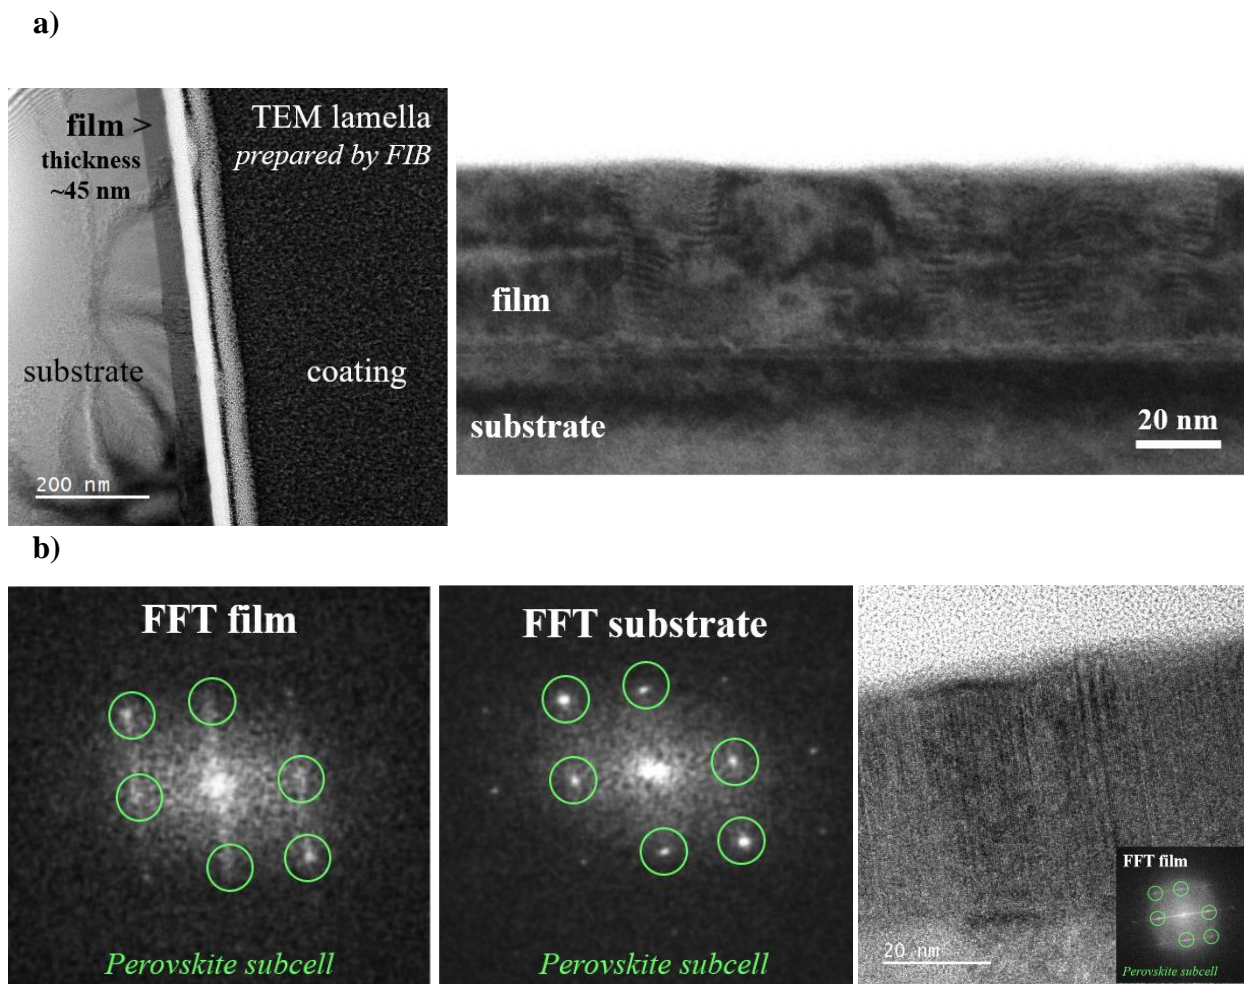 a)
film >
thickness
~45 nm
TEM lamella
prepared by FIB
substrate
coating
200 nm
film
substrate
20 nm
b)
FFT film
Perovskite subcell
FFT substrate
Perovskite subcell
20 nm
FFT film
Perovskite subcell